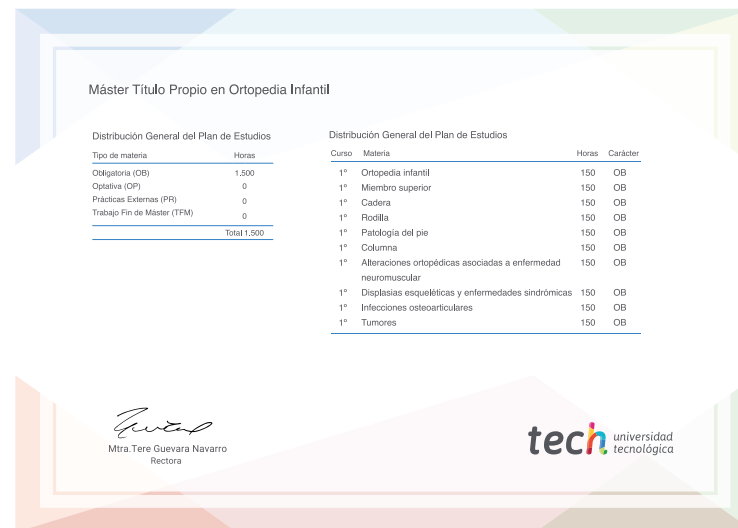 Máster Título Propio en Ortopedia Infantil
Distribución General del Plan de Estudios
Tipo de materia Horas
Obligatoria (OB) 1.500
Optativa (OP) 0
Prácticas Externas (PR) 0
Trabajo Fin de Máster (TFM) 0
Total 1.500
Distribución General del Plan de Estudios
Curso Materia Horas Carácter
1º Ortopedia infantil 150 OB
1º Miembro superior 150 OB
1º Cadera 150 OB
1º Rodilla 150 OB
1º Patología del pie 150 OB
1º Columna 150 OB
1º Alteraciones ortopédicas asociadas a enfermedad 150 OB
neuromuscular
1º Displasias esqueléticas y enfermedades sindrómicas 150 OB
1º Infecciones osteoarticulares 150 OB
1º Tumores 150 OB
Mtra.Tere Guevara Navarro
Rectora
tech universidad
tecnológica